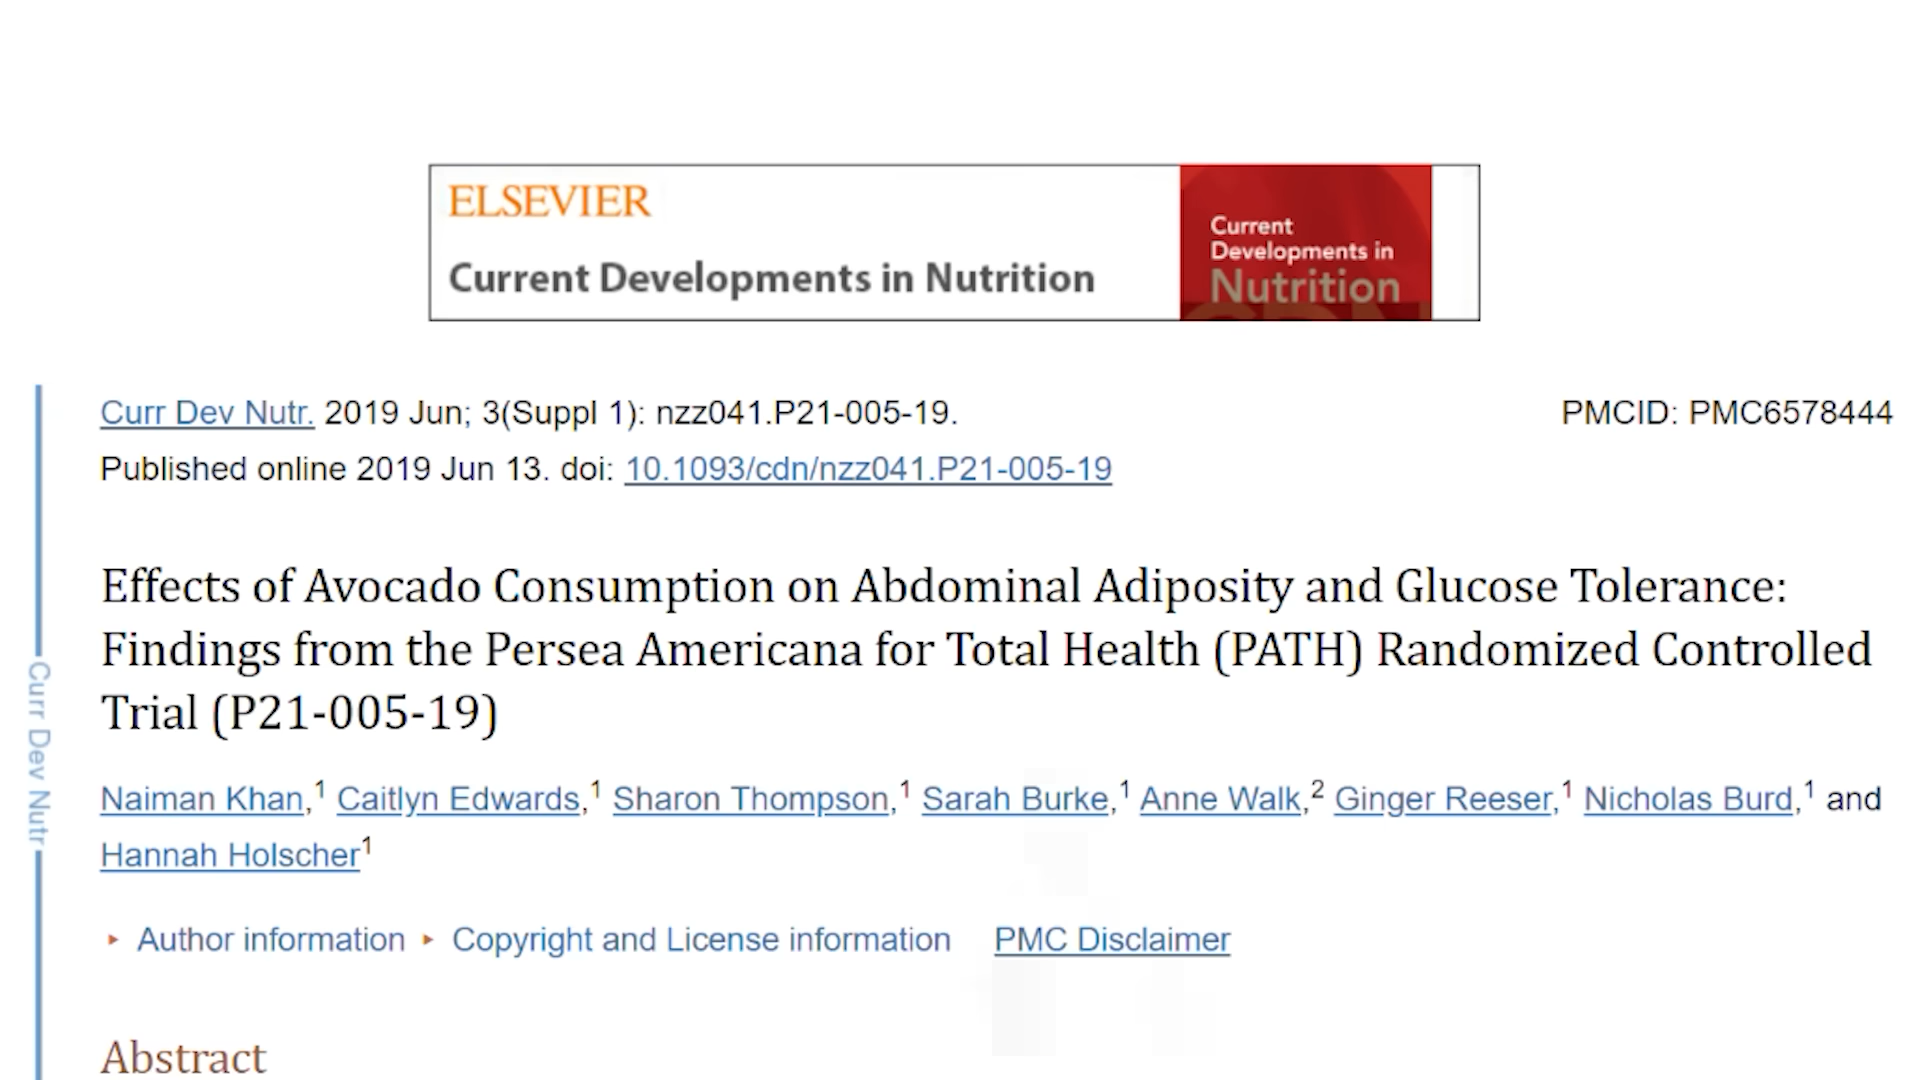 ELSEVIER
Current Developments in Nutrition
Current
Developments in
Nutrition
Curr Dev Nutr. 2019 Jun; 3(Suppl 1): nzz041.P21-005-19.
PMCID: PMC6578444
Published online 2019 Jun 13. doi: 10.1093/cdn/nzz041.P21-005-19
Effects of Avocado Consumption on Abdominal Adiposity and Glucose Tolerance:
Findings from the Persea Americana for Total Health (PATH) Randomized Controlled
Trial (P21-005-19)
Naiman Khan,1 Caitlyn Edwards,1 Sharon Thompson,1 Sarah Burke,1 Anne Walk,2 Ginger Reeser,1 Nicholas Burd,1 and
Hannah Holscher1
Author information Copyright and License information PMC Disclaimer
Abstract
Curr Dev Nutr